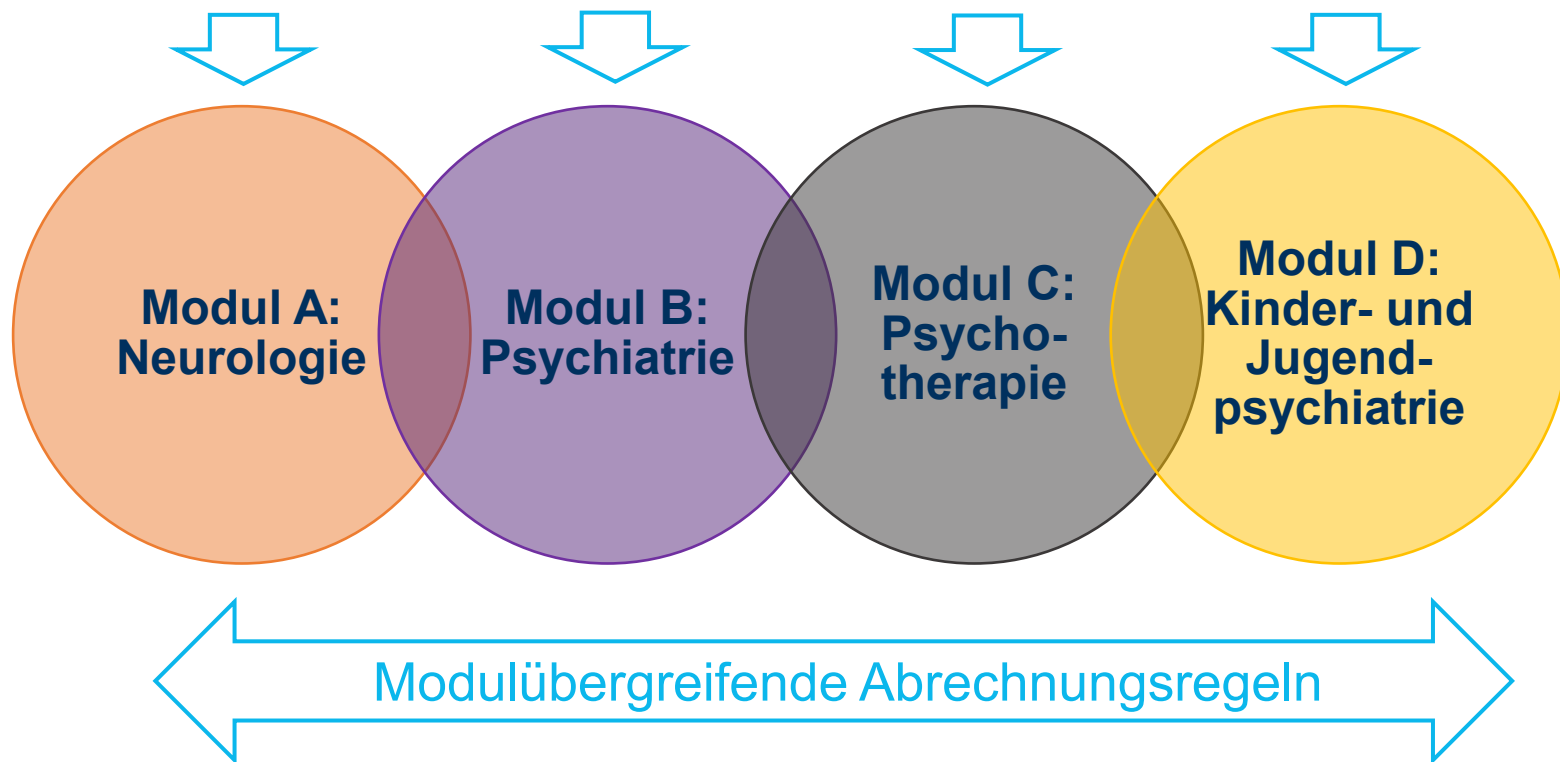 Modul A:
Neurologie
Modul B:
Psychiatrie
Modul C:
Psycho-
therapie
Modul D:
Kinder- und
Jugend-
psychiatrie
Modulübergreifende Abrechnungsregeln